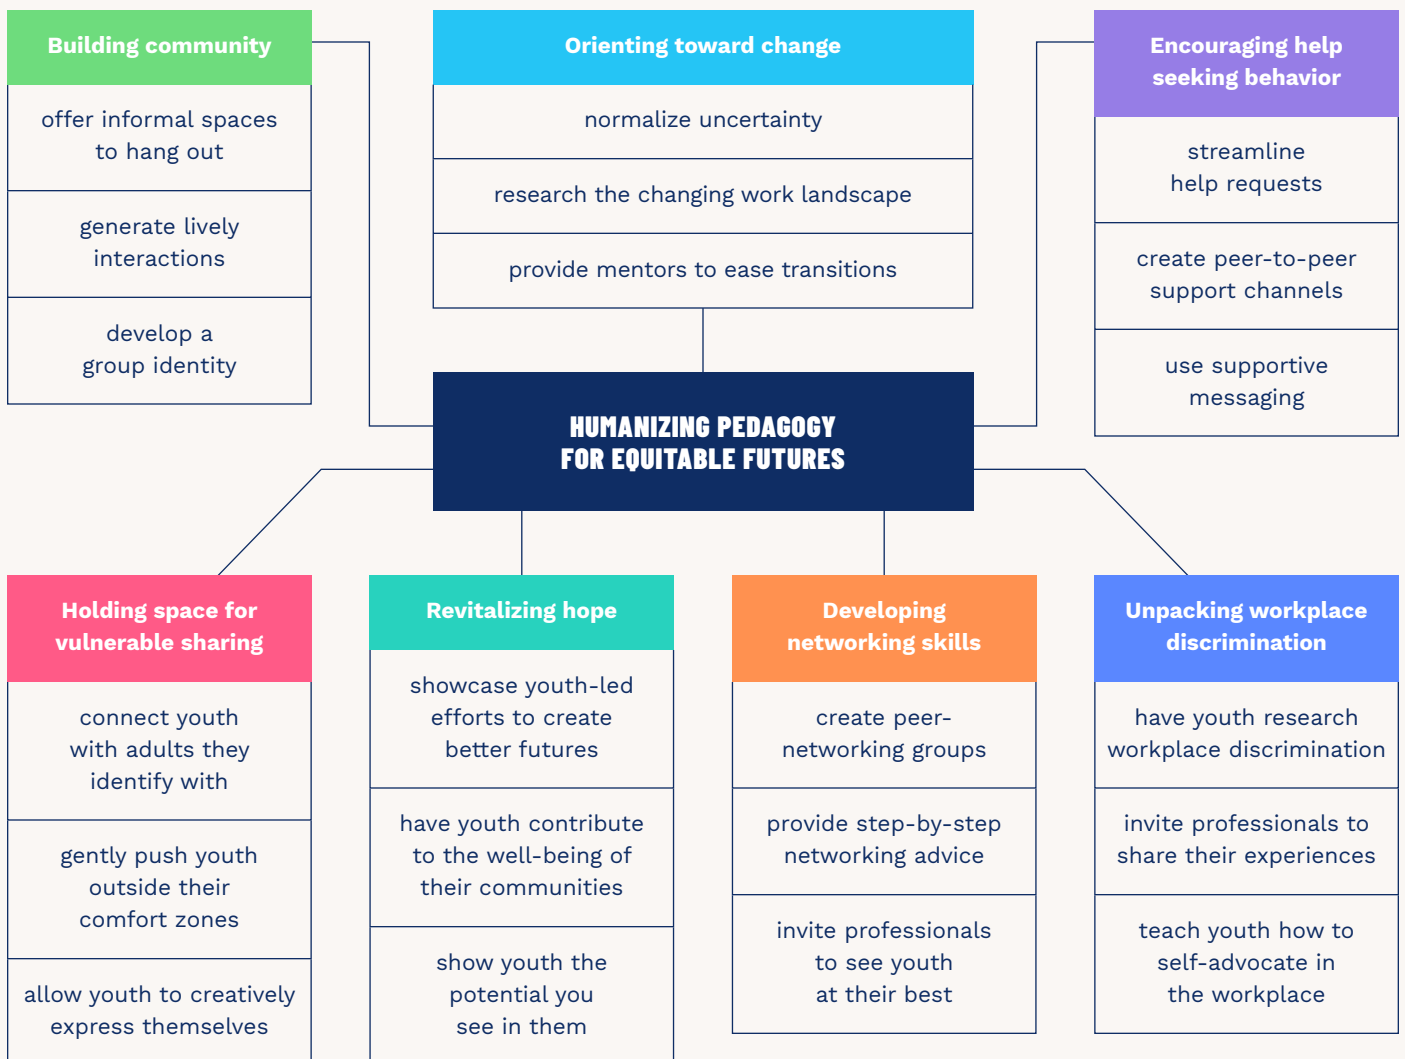 Building community
offer informal spaces
to hang out
generate lively
interactions
develop a
group identity
Orienting toward change
normalize uncertainty
research the changing work landscape
provide mentors to ease transitions
Encouraging help
seeking behavior
streamline
help requests
create peer-to-peer
support channels
use supportive
messaging
HUMANIZING PEDAGOGY
FOR EQUITABLE FUTURES
Holding space for
vulnerable sharing
connect youth
with adults they
identify with
gently push youth
outside their
comfort zones
allow youth to creatively
express themselves
Revitalizing hope
showcase youth-led
efforts to create
better futures
have youth contribute
to the well-being of
their communities
show youth the
potential you
see in them
Developing
networking skills
create peer-
networking groups
provide step-by-step
networking advice
invite professionals
to see youth
at their best
Unpacking workplace
discrimination
have youth research
workplace discrimination
invite professionals to
share their experiences
teach youth how to
self-advocate in
the workplace